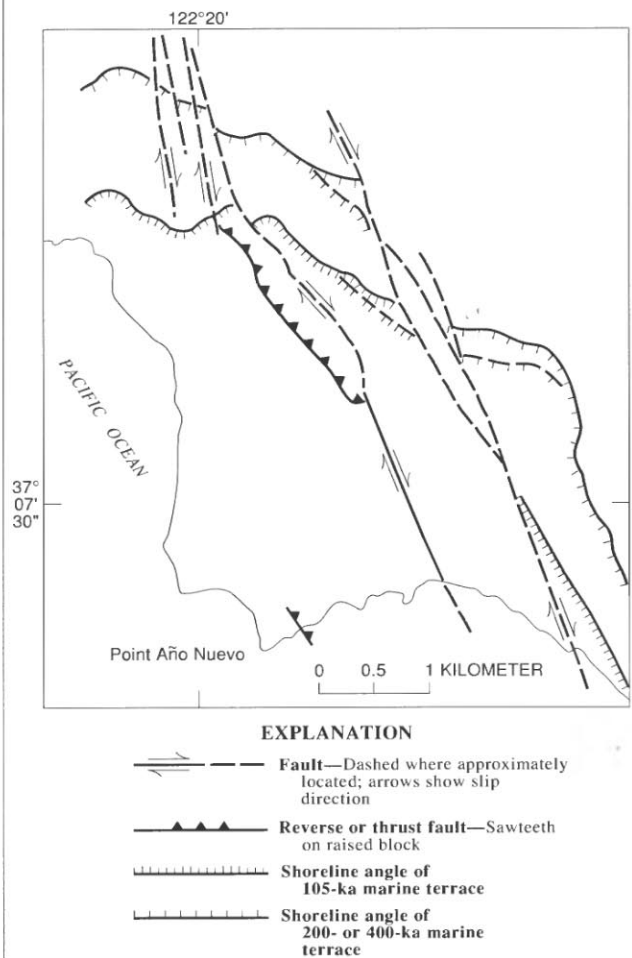 122°20'
PACIFIC OCEAN
37°
07'
30"
Point Año Nuevo
0 0.5 1 KILOMETER
EXPLANATION
Fault—Dashed where approximately
located; arrows show slip
direction
Reverse or thrust fault—Sawteeth
on raised block
Shoreline angle of
105-ka marine terrace
Shoreline angle of
200- or 400-ka marine
terrace